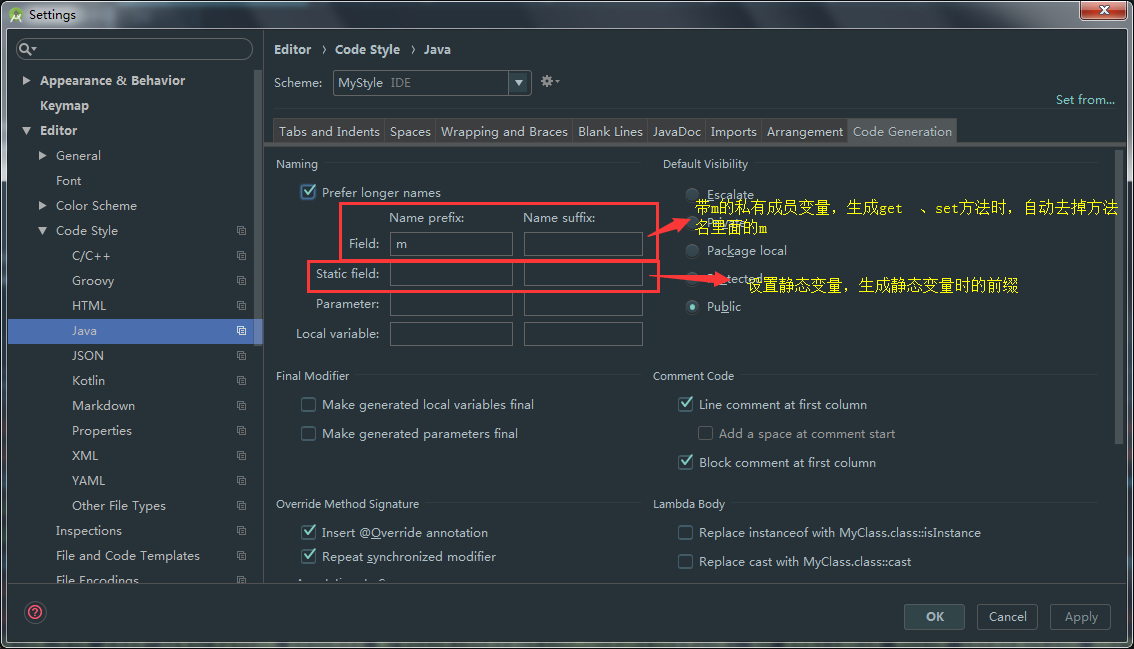 Settings
Appearance & Behavior
Keymap
Editor
General
Font
Color Scheme
Code Style
C/C++
Groovy
HTML
Java
JSON
Kotlin
Markdown
Properties
XML
YAML
Other File Types
Inspections
File and Code Templates
File Encodings
Editor › Code Style › Java
Scheme: MyStyle IDE
Set from...
Tabs and Indents Spaces Wrapping and Braces Blank Lines JavaDoc Imports Arrangement Code Generation
Naming
Prefer longer names
Name prefix: Name suffix:
Field: m
Static field:
Parameter:
Local variable:
Default Visibility
Escalate
带m的私有成员变量，生成get 、set方法时，自动去掉方法
名里面的m
Package local
Protected
设置静态变量，生成静态变量时的前缀
Public
Final Modifier
Make generated local variables final
Make generated parameters final
Comment Code
Line comment at first column
Add a space at comment start
Block comment at first column
Override Method Signature
Insert @Override annotation
Repeat synchronized modifier
Lambda Body
Replace instanceof with MyClass.class::isInstance
Replace cast with MyClass.class::cast
OK Cancel Apply